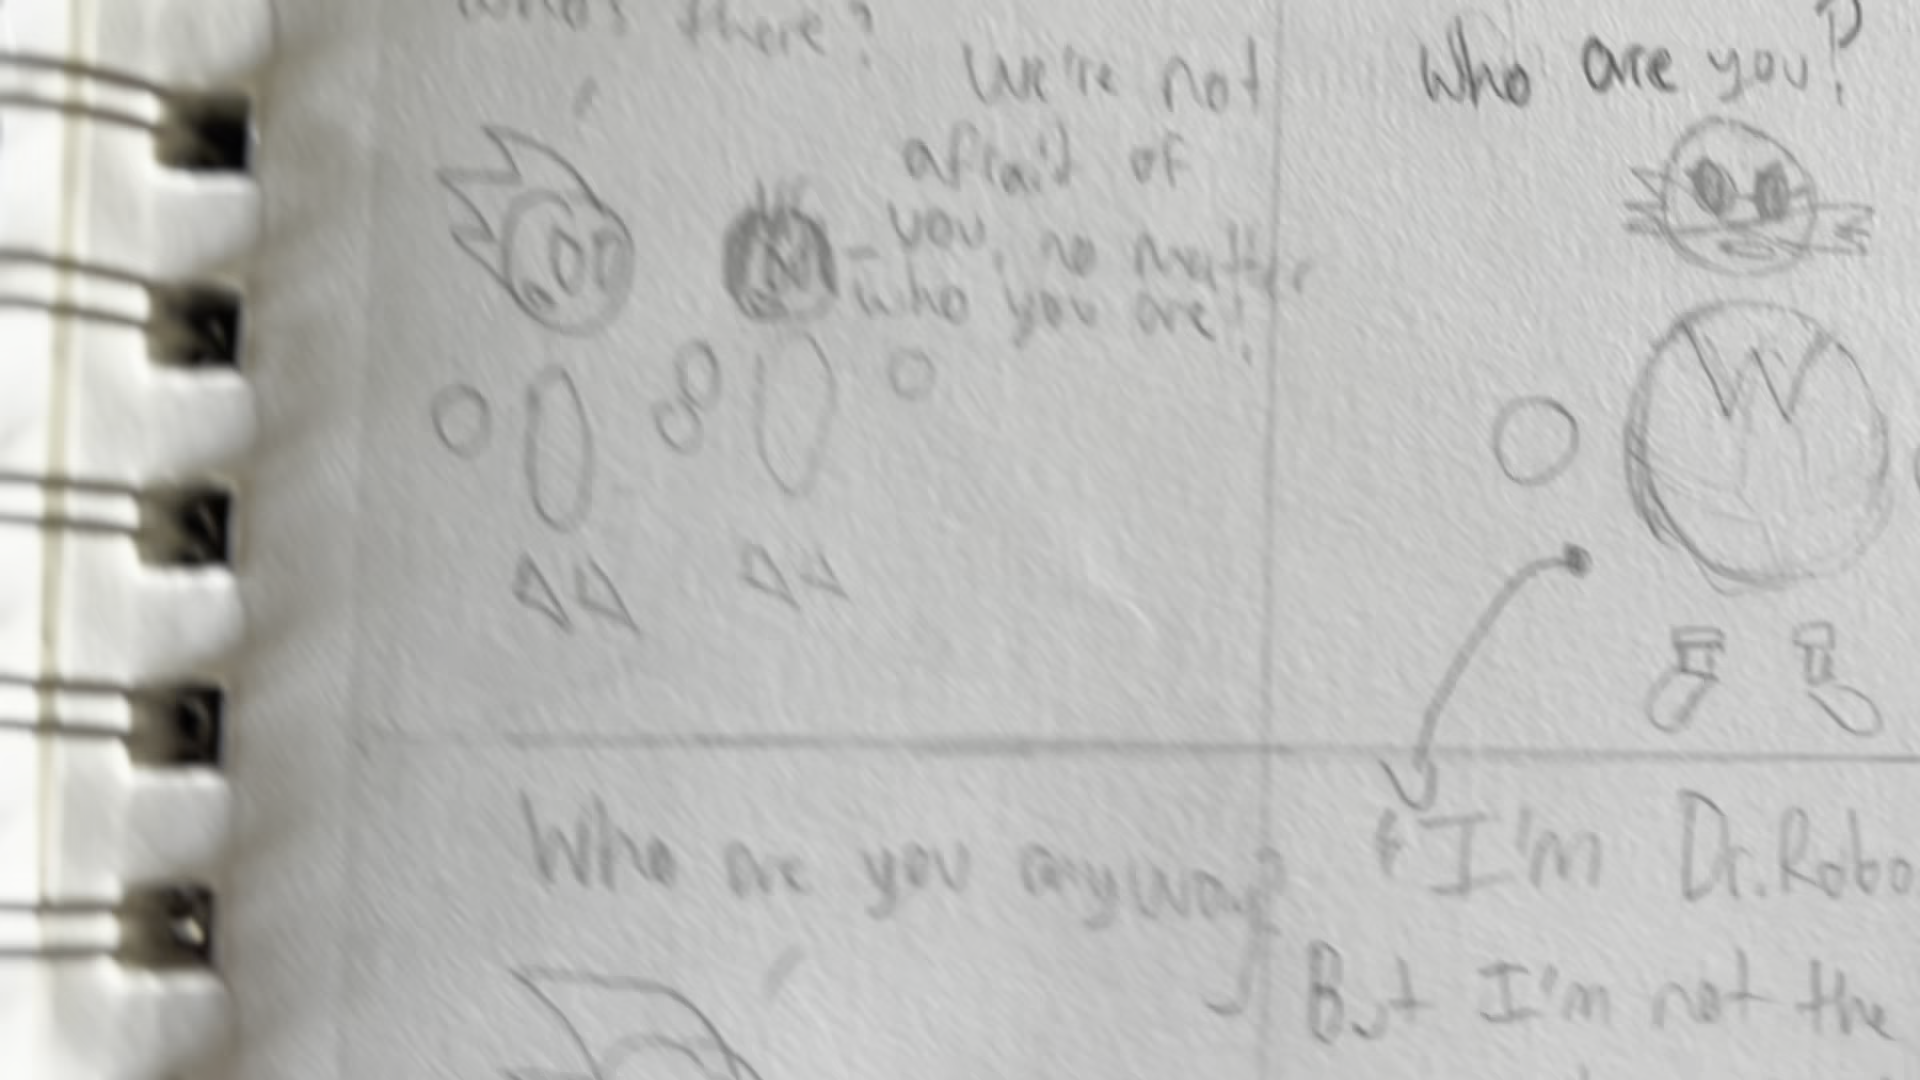 Who's there?
We're not
afraid of
you, no matter
who you are!
Who are you?
Who are you anyway?
I'm Dr. Robo
But I'm not the